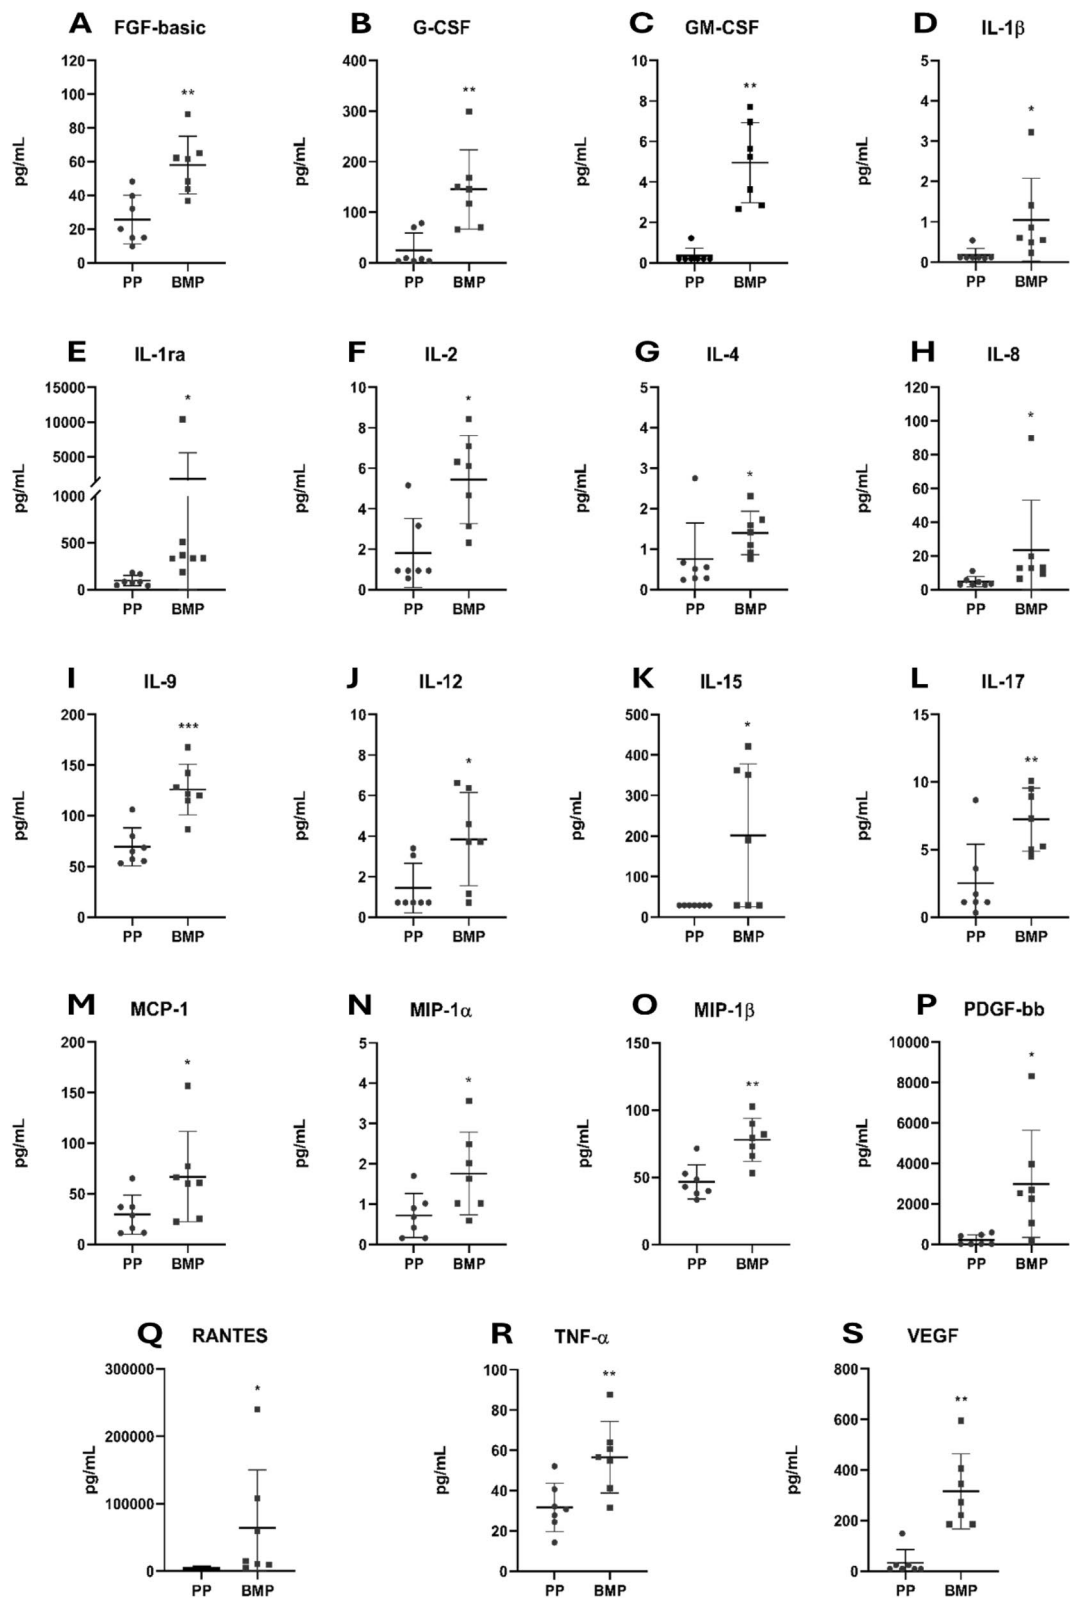 A FGF-basic
120
100
80
60
40
20
0
pg/mL
**
PP BMP
B G-CSF
400
300
200
100
0
pg/mL
**
PP BMP
C GM-CSF
10
8
6
4
2
0
pg/mL
**
PP BMP
D IL-1β
5
4
3
2
1
0
pg/mL
*
PP BMP
E IL-1ra
15000
10000
5000
1000
500
0
pg/mL
*
PP BMP
F IL-2
10
8
6
4
2
0
pg/mL
*
PP BMP
G IL-4
5
4
3
2
1
0
pg/mL
*
PP BMP
H IL-8
120
100
80
60
40
20
0
pg/mL
*
PP BMP
I IL-9
200
150
100
50
0
pg/mL
***
PP BMP
J IL-12
10
8
6
4
2
0
pg/mL
*
PP BMP
K IL-15
500
400
300
200
100
0
pg/mL
*
PP BMP
L IL-17
15
10
5
0
pg/mL
**
PP BMP
M MCP-1
200
150
100
50
0
pg/mL
*
PP BMP
N MIP-1α
5
4
3
2
1
0
pg/mL
*
PP BMP
O MIP-1β
150
100
50
0
pg/mL
**
PP BMP
P PDGF-bb
10000
8000
6000
4000
2000
0
pg/mL
*
PP BMP
Q RANTES
300000
200000
100000
0
pg/mL
*
PP BMP
R TNF-α
100
80
60
40
20
0
pg/mL
**
PP BMP
S VEGF
800
600
400
200
0
pg/mL
**
PP BMP